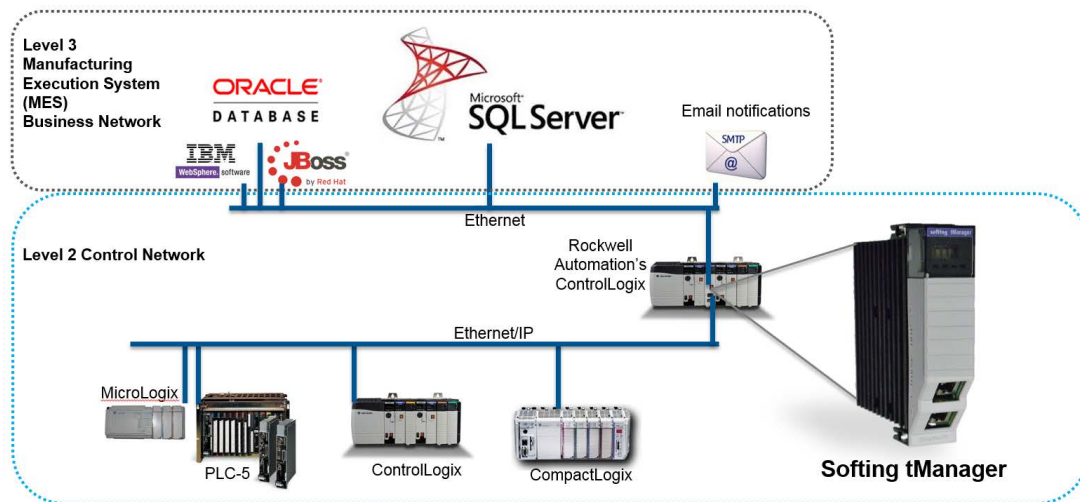 Level 3
Manufacturing
Execution System
(MES)
Business Network
ORACLE®
DATABASE
Microsoft®
SQL Server™
Email notifications
SMTP
@
IBM
WebSphere. software
JBoss®
by Red Hat
Ethernet
Level 2 Control Network
Rockwell
Automation's
ControlLogix
softing tManager
Ethernet/IP
MicroLogix
PLC-5
ControlLogix
CompactLogix
Softing tManager